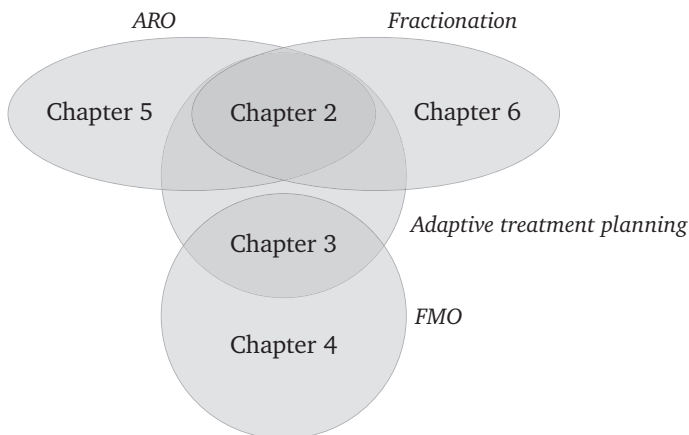 ARO
Fractionation
Chapter 5
Chapter 2
Chapter 6
Adaptive treatment planning
Chapter 3
FMO
Chapter 4